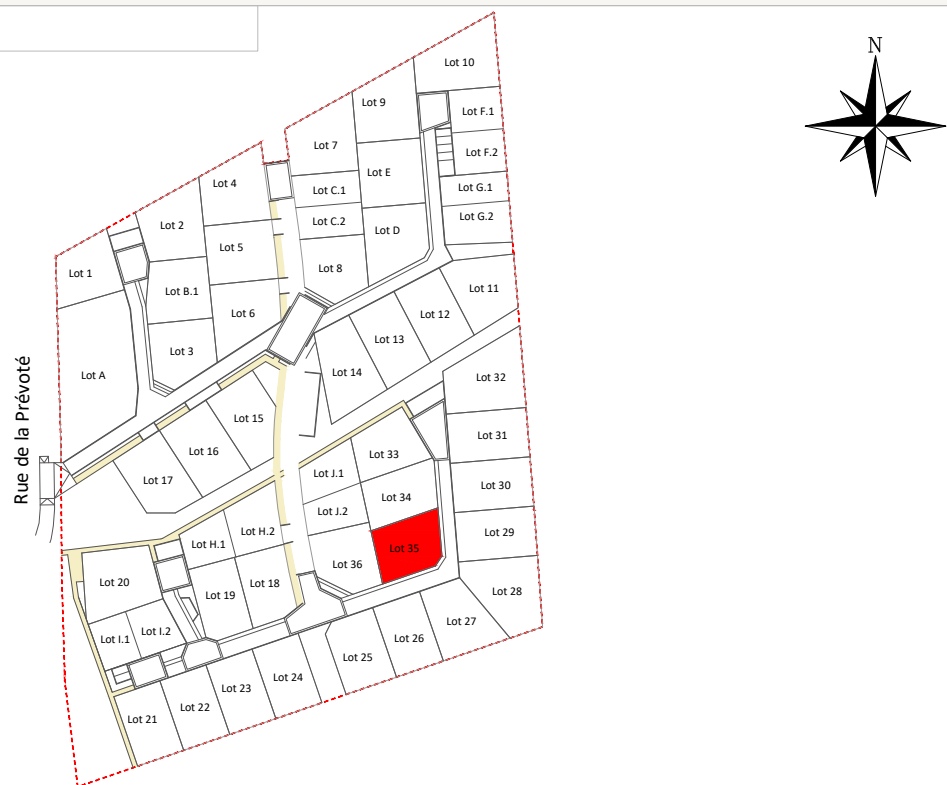 N
Lot 10
Lot 9
Lot F.1
Lot 7
Lot F.2
Lot E
Lot 4
Lot C.1
Lot G.1
Lot 2
Lot C.2
Lot G.2
Lot D
Lot 5
Lot 1
Lot 8
Lot B.1
Lot 11
Lot 6
Lot 12
Lot 13
Lot 3
Lot A
Lot 14
Lot 32
Rue de la Prévoté
Lot 15
Lot 31
Lot 16
Lot 33
Lot J.1
Lot 17
Lot 30
Lot 34
Lot J.2
Lot H.2
Lot 29
Lot H.1
Lot 35
Lot 36
Lot 20
Lot 18
Lot 28
Lot 19
Lot 27
Lot I.2
Lot I.1
Lot 26
Lot 25
Lot 24
Lot 23
Lot 22
Lot 21